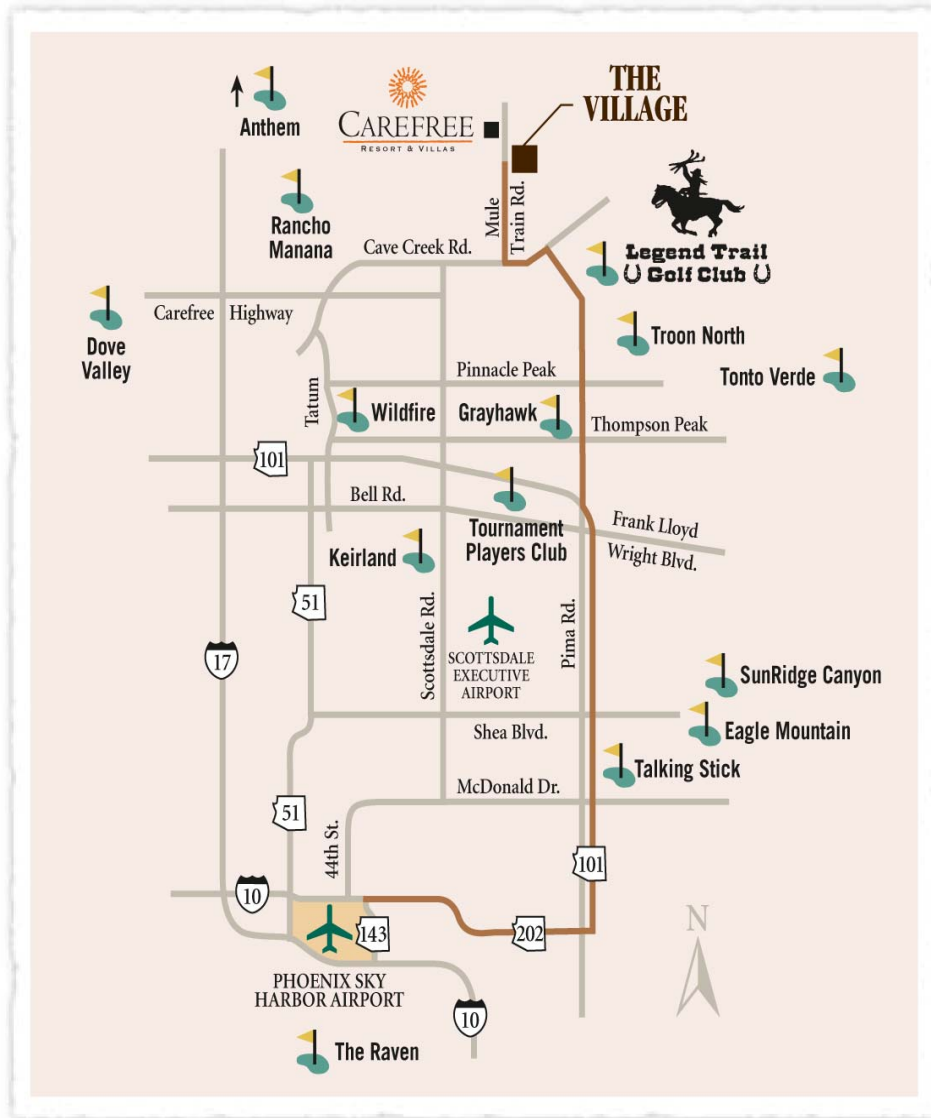 THE
VILLAGE
Anthem
CAREFREE
RESORT & VILLAS
Mule
Train Rd.
Rancho
Manana
Cave Creek Rd.
Legend Trail
Golf Club
Carefree Highway
Dove
Valley
Troon North
Tonto Verde
Pinnacle Peak
Tatum
Wildfire
Grayhawk
Thompson Peak
101
Bell Rd.
Tournament
Players Club
Frank Lloyd
Wright Blvd.
Keirland
51
Scottsdale Rd.
Pima Rd.
17
SCOTTSDALE
EXECUTIVE
AIRPORT
SunRidge Canyon
Eagle Mountain
Shea Blvd.
Talking Stick
McDonald Dr.
51
44th St.
101
10
143
202
N
PHOENIX SKY
HARBOR AIRPORT
10
The Raven